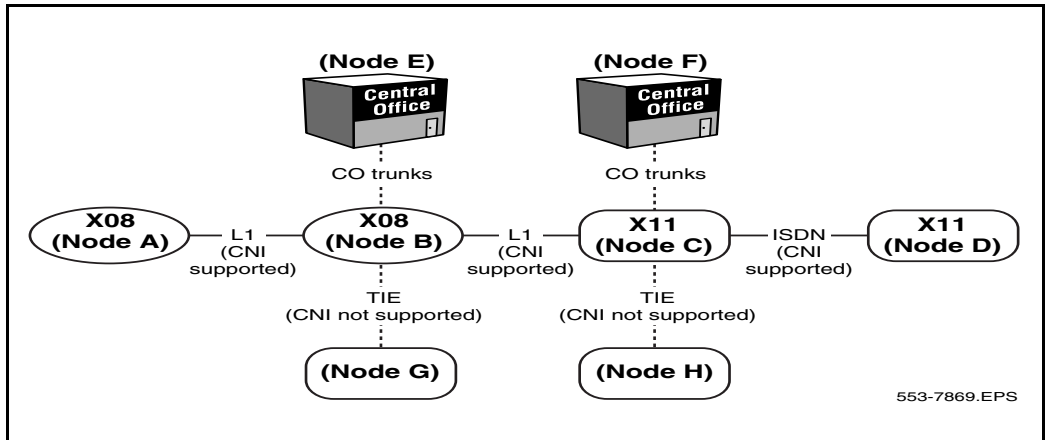 (Node E)
(Node F)
Central
Office
Central
Office
CO trunks
CO trunks
X08
(Node A)
L1
(CNI
supported)
X08
(Node B)
L1
(CNI
supported)
X11
(Node C)
ISDN
(CNI
supported)
X11
(Node D)
TIE
(CNI not supported)
TIE
(CNI not supported)
(Node G)
(Node H)
553-7869.EPS